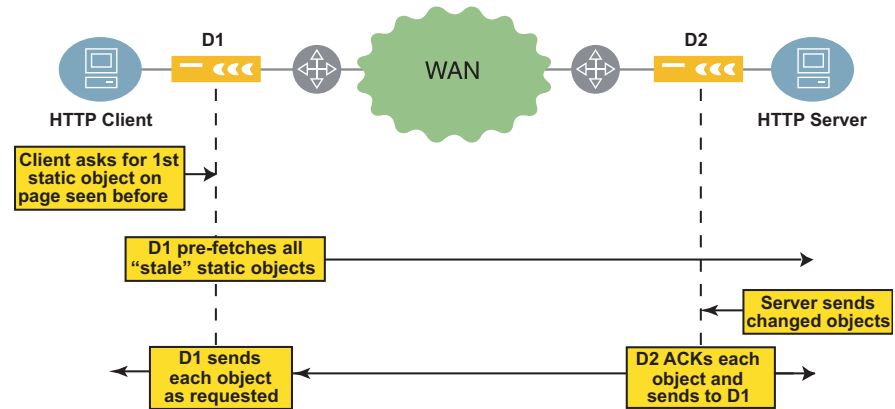 D1
D2
WAN
HTTP Client
HTTP Server
Client asks for 1st
static object on
page seen before
D1 pre-fetches all
“stale” static objects
Server sends
changed objects
D1 sends
each object
as requested
D2 ACKs each
object and
sends to D1